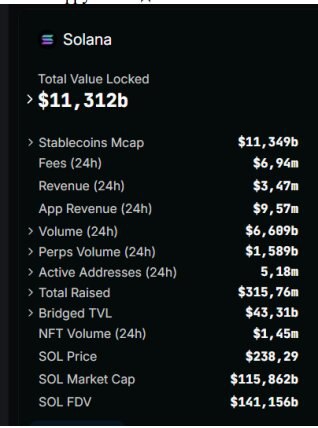 Solana
Total Value Locked
$11,312b
Stablecoins Mcap $11,349b
Fees (24h) $6,94m
Revenue (24h) $3,47m
App Revenue (24h) $9,57m
Volume (24h) $6,609b
Perps Volume (24h) $1,589b
Active Addresses (24h) 5,18m
Total Raised $315,76m
Bridged TVL $43,31b
NFT Volume (24h) $1,45m
SOL Price $238,29
SOL Market Cap $115,862b
SOL FDV $141,156b